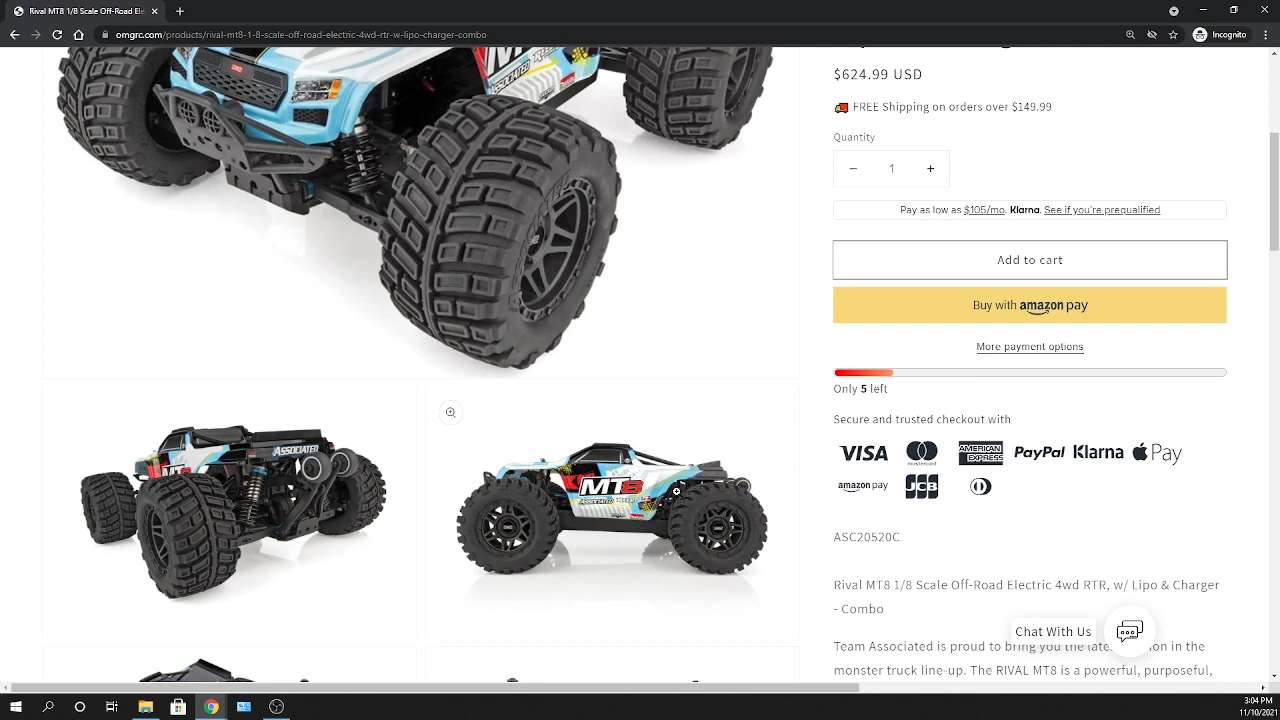 Rival MT8 1/8 Scale Off-Road Ele
omgrc.com/products/rival-mt8-1-8-scale-off-road-electric-4wd-rtr-w-lipo-charger-combo
Incognito
$624.99 USD
FREE Shipping on orders over $149.99
Quantity
− 1 +
Pay as low as $105/mo. Klarna. See if you're prequalified
Add to cart
Buy with amazon pay
More payment options
Only 5 left
Secure and trusted checkout with
VISA mastercard AMERICAN EXPRESS PayPal Klarna Pay
amazon pay JCB
ASC20520C
Rival MT8 1/8 Scale Off-Road Electric 4wd RTR, w/ Lipo & Charger
- Combo
Team Associated is proud to bring you the
in the
monster truck line-up. The RIVAL MT8 is a powerful, purposeful,
Chat With Us
ASSOCIATED
MT8
MT8
ASSOCIATED
3:04 PM
11/10/2021